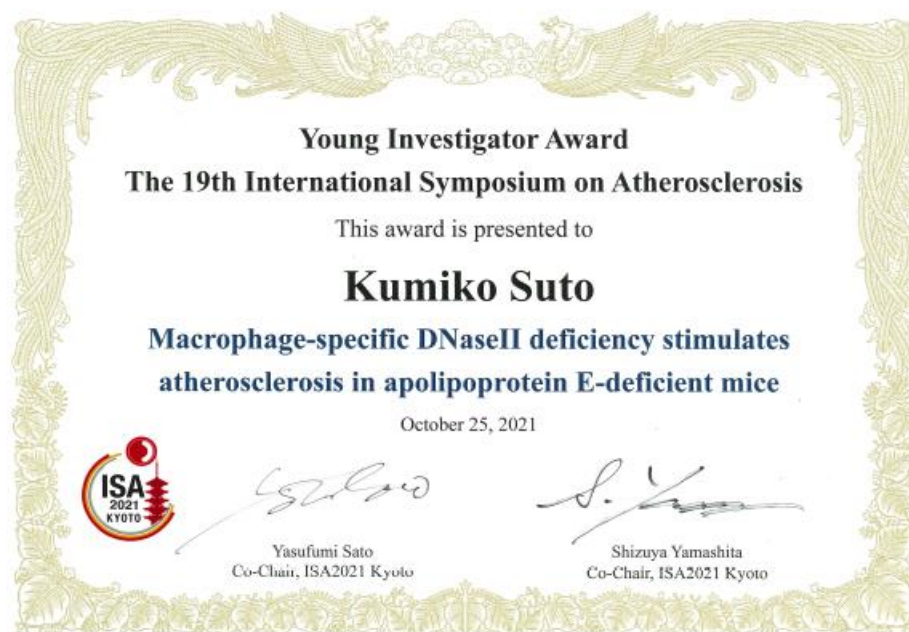 Young Investigator Award
The 19th International Symposium on Atherosclerosis
This award is presented to
Kumiko Suto
Macrophage-specific DNaseII deficiency stimulates
atherosclerosis in apolipoprotein E-deficient mice
October 25, 2021
ISA
2021
KYOTO
Yasufumi Sato
Co-Chair, ISA2021 Kyoto
Shizuya Yamashita
Co-Chair, ISA2021 Kyoto